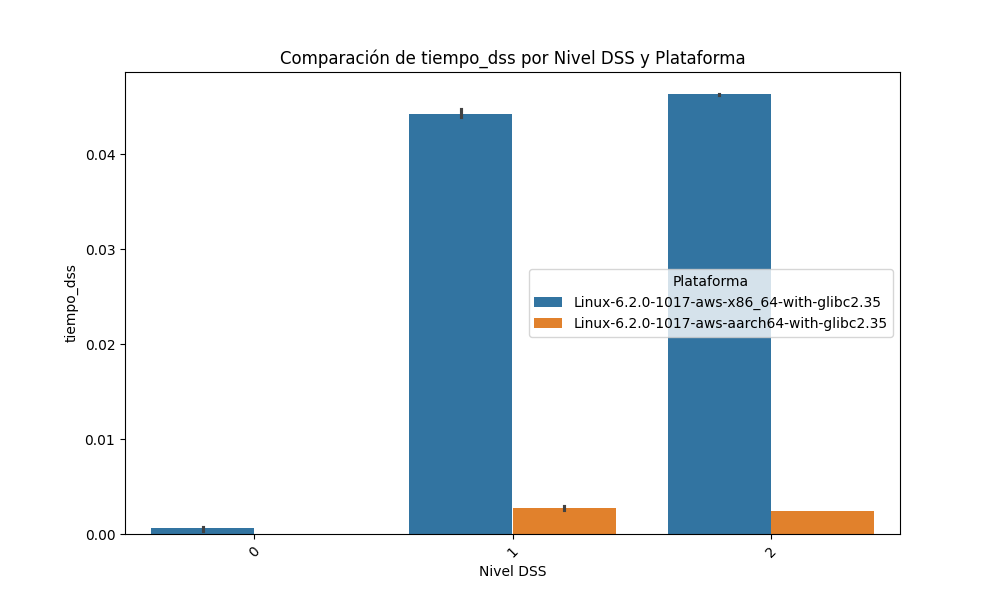 Comparación de tiempo_dss por Nivel DSS y Plataforma
tiempo_dss
0.04
0.03
0.02
0.01
0.00
Plataforma
Linux-6.2.0-1017-aws-x86_64-with-glibc2.35
Linux-6.2.0-1017-aws-aarch64-with-glibc2.35
0
1
2
Nivel DSS